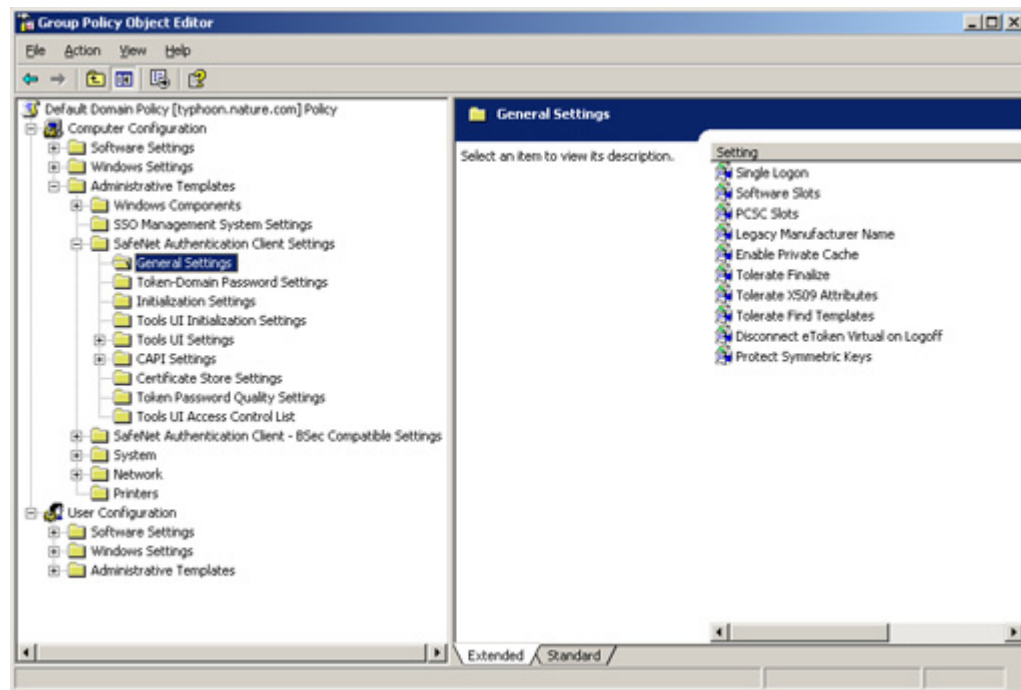 Group Policy Object Editor
File Action View Help
Default Domain Policy [typhoon.nature.com] Policy
Computer Configuration
Software Settings
Windows Settings
Administrative Templates
Windows Components
SSO Management System Settings
SafeNet Authentication Client Settings
General Settings
Token-Domain Password Settings
Initialization Settings
Tools UI Initialization Settings
Tools UI Settings
CAPI Settings
Certificate Store Settings
Token Password Quality Settings
Tools UI Access Control List
SafeNet Authentication Client - BSec Compatible Settings
System
Network
Printers
User Configuration
Software Settings
Windows Settings
Administrative Templates
General Settings
Select an item to view its description.
Setting
Single Logon
Software Slots
PCSC Slots
Legacy Manufacturer Name
Enable Private Cache
Tolerate Finalize
Tolerate X509 Attributes
Tolerate Find Templates
Disconnect eToken Virtual on Logoff
Protect Symmetric Keys
Extended Standard